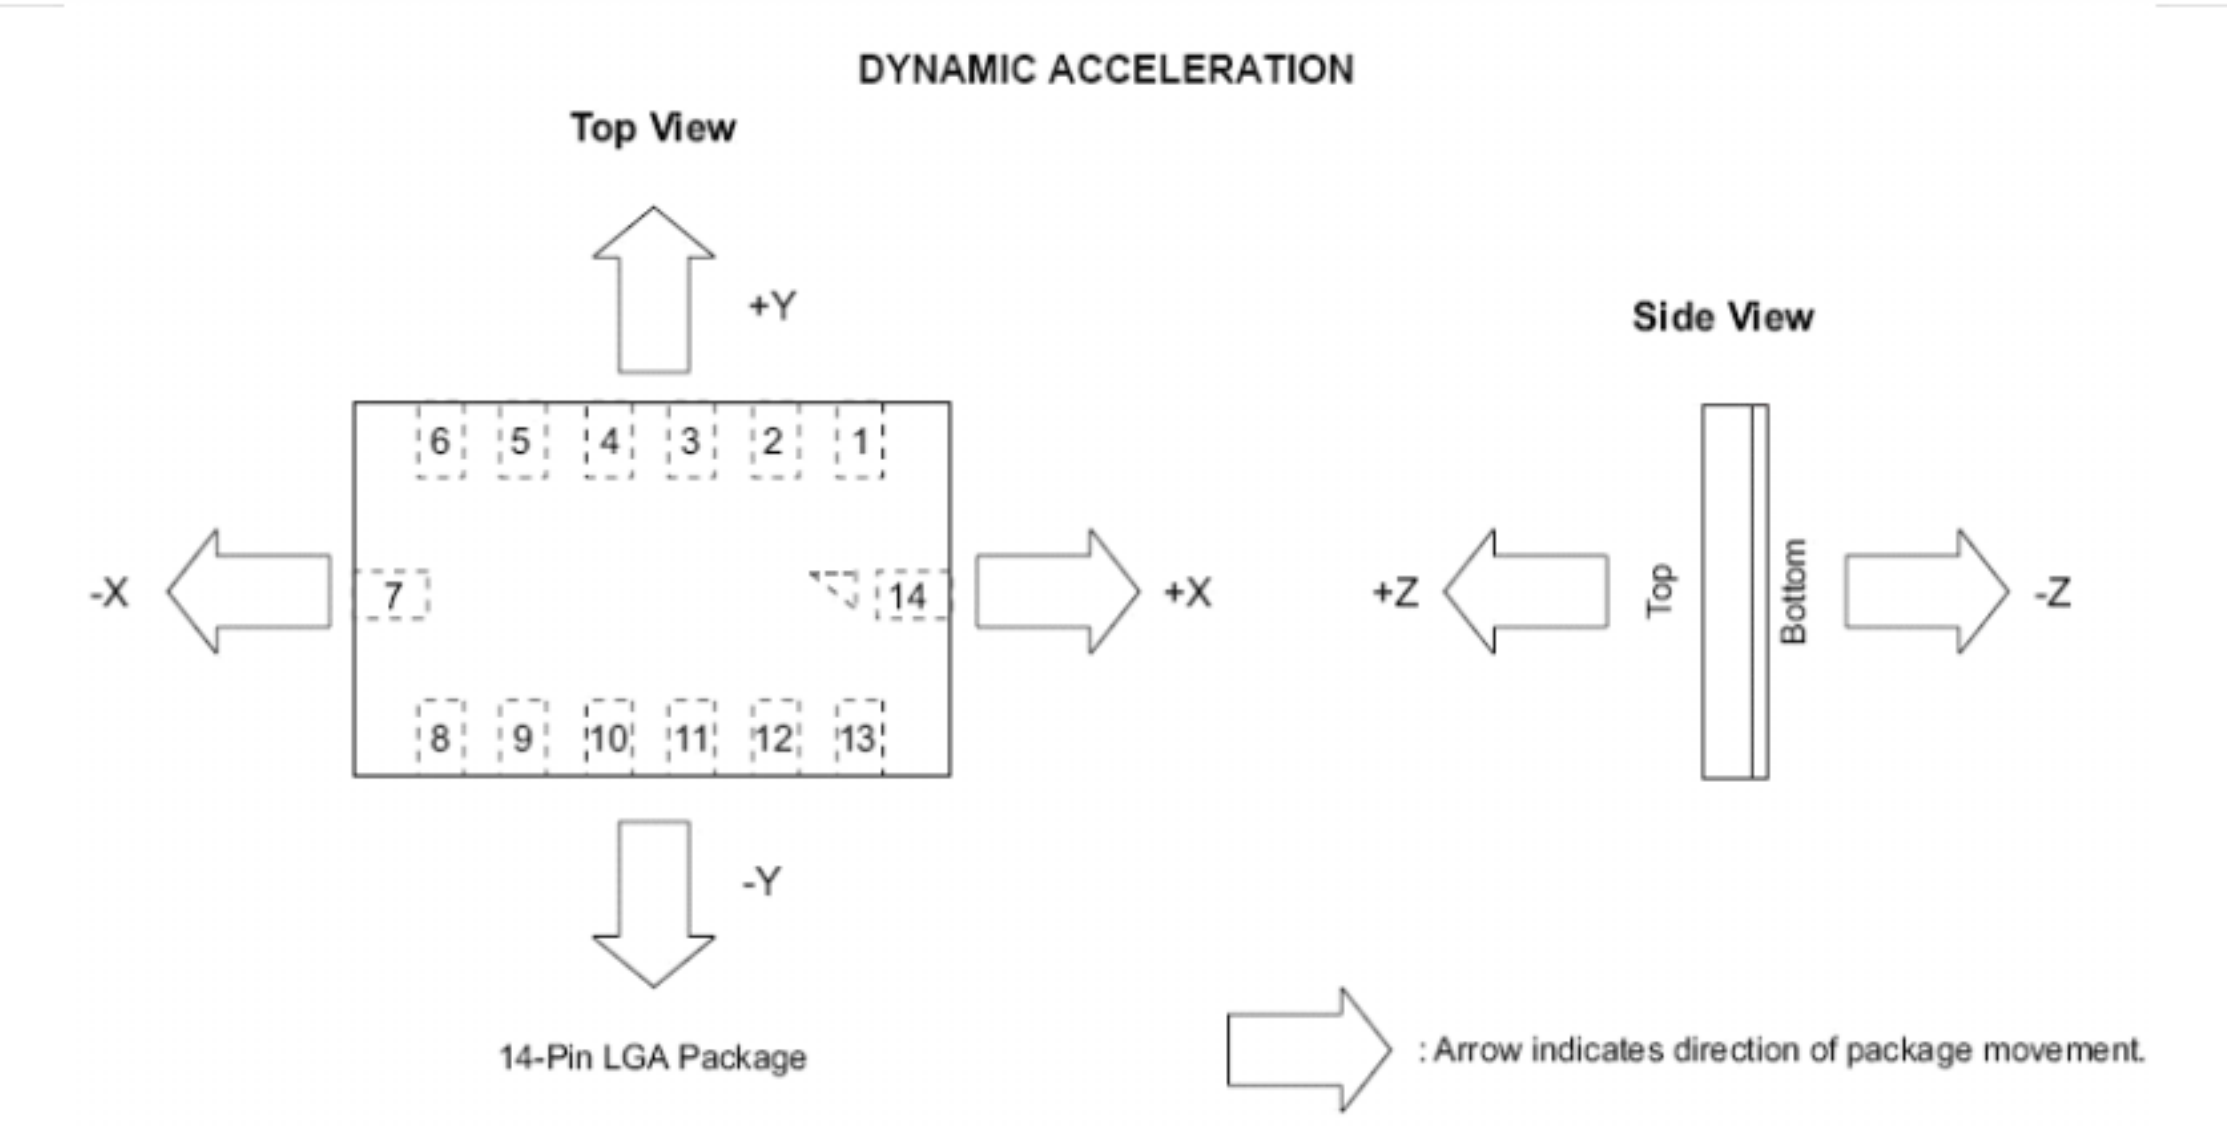 DYNAMIC ACCELERATION
Top View
+Y
Side View
6 5 4 3 2 1
-X 7 14 +X
+Z Top Bottom -Z
8 9 10 11 12 13
-Y
14-Pin LGA Package
: Arrow indicates direction of package movement.